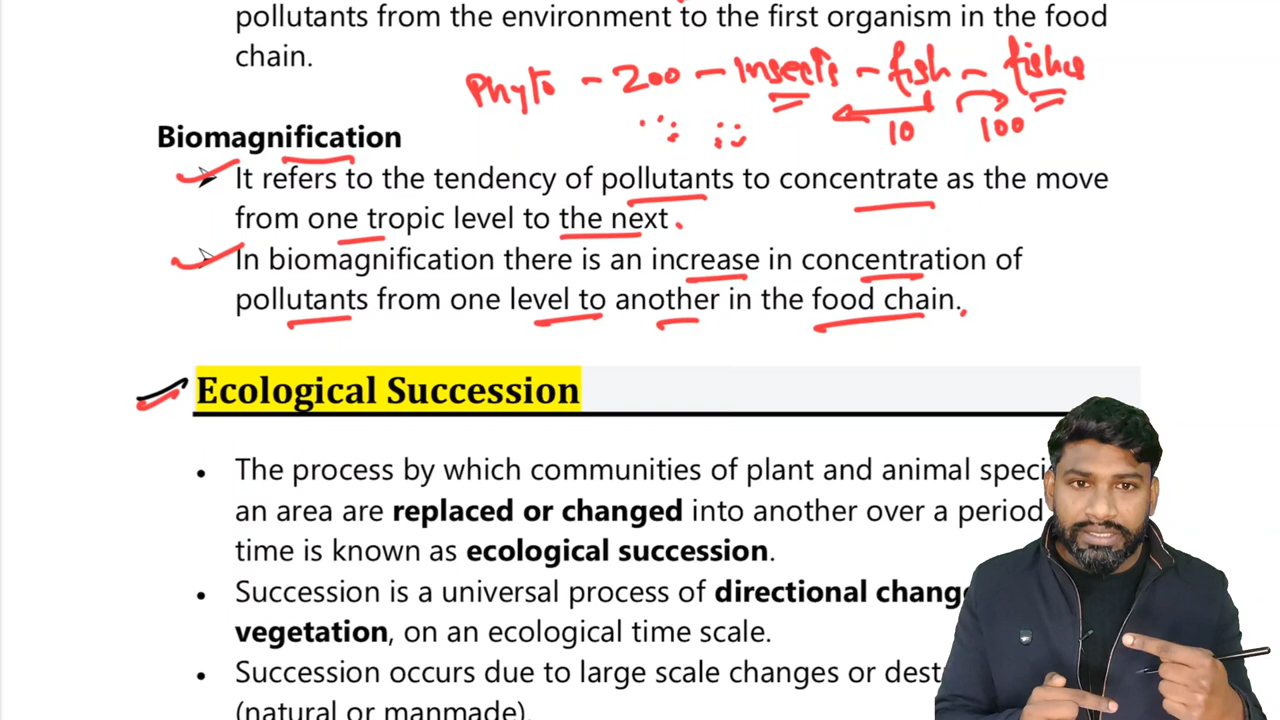 pollutants from the environment to the first organism in the food
chain.
Phyto - 200 - Insects - fish - fishes
10 100
Biomagnification
It refers to the tendency of pollutants to concentrate as the move
from one tropic level to the next.
In biomagnification there is an increase in concentration of
pollutants from one level to another in the food chain.
Ecological Succession
• The process by which communities of plant and animal speci
an area are replaced or changed into another over a period
time is known as ecological succession.
• Succession is a universal process of directional change
vegetation, on an ecological time scale.
• Succession occurs due to large scale changes or dest
(natural or manmade).